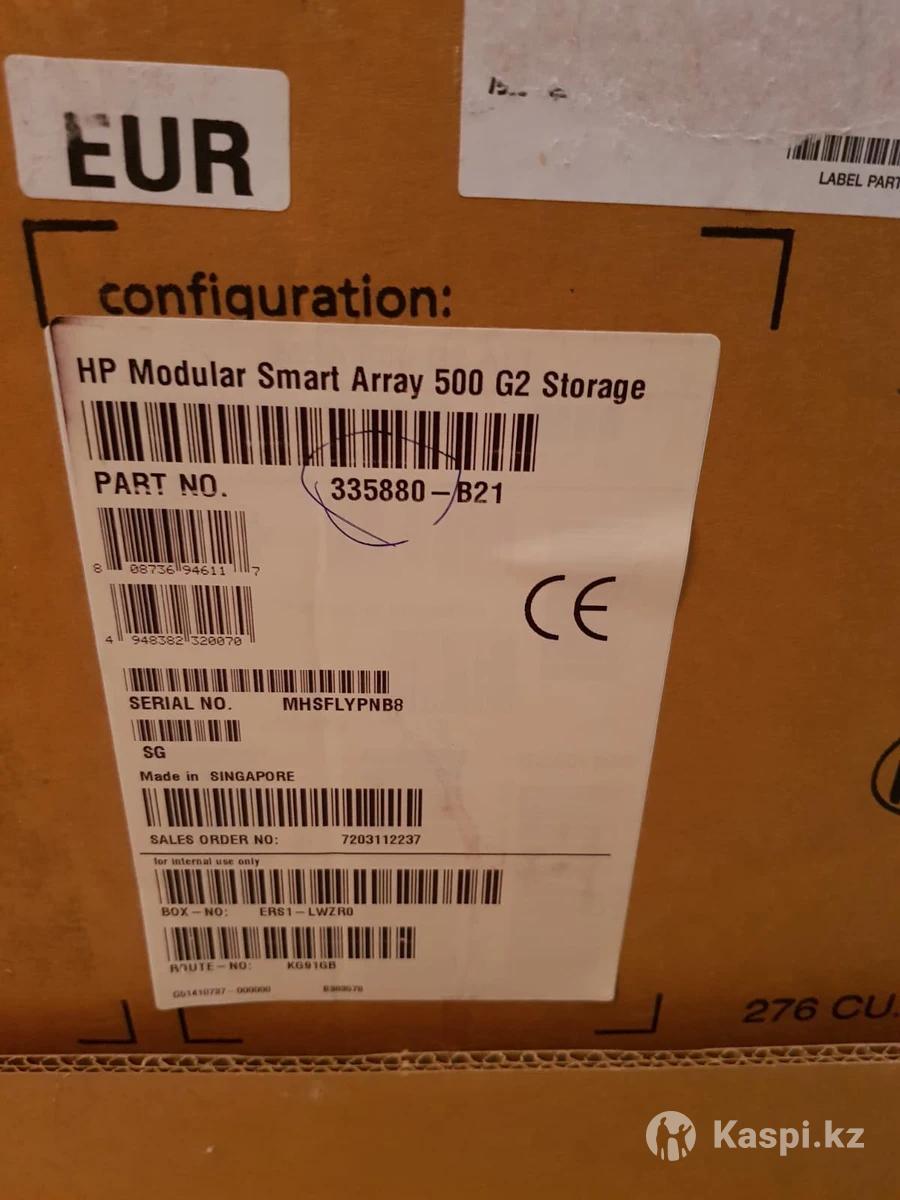 EUR
LABEL PART
configuration:
HP Modular Smart Array 500 G2 Storage
PART NO. 335880-B21
8 08736 94611 7
4 948382 320070
CE
SERIAL NO. MHSFLYPNB8
SG
Made in SINGAPORE
SALES ORDER NO: 7203112237
for internal use only
BOX-NO: ERS1-LWZR0
ROUTE-NO: KG91GB
276 CU.
Kaspi.kz